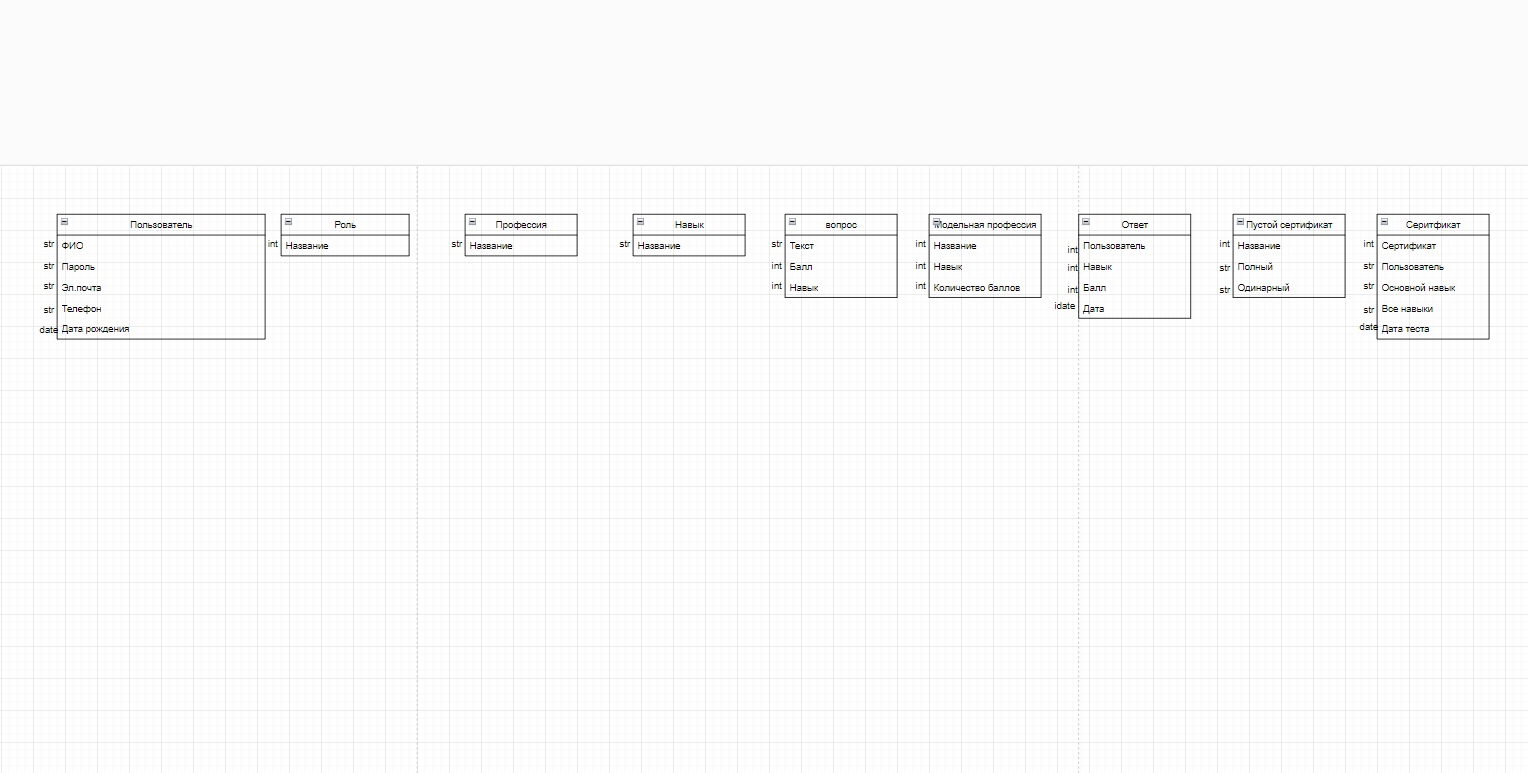 Пользователь
str ФИО
str Пароль
str Эл.почта
str Телефон
date Дата рождения
Роль
int Название
Профессия
str Название
Навык
str Название
вопрос
str Текст
int Балл
int Навык
Модельная профессия
int Название
int Навык
int Количество баллов
Ответ
int Пользователь
int Навык
int Балл
idate Дата
Пустой сертификат
int Название
str Полный
str Одинарный
Серитфикат
int Сертификат
str Пользователь
str Основной навык
str Все навыки
date Дата теста